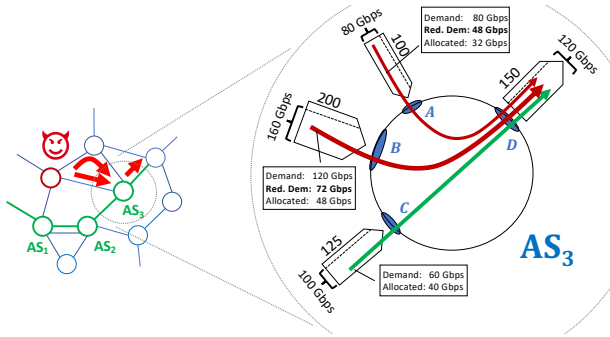 80 Gbps
100
Demand: 80 Gbps
Red. Dem: 48 Gbps
Allocated: 32 Gbps
120 Gbps
150
160 Gbps
200
A
B
D
Demand: 120 Gbps
Red. Dem: 72 Gbps
Allocated: 48 Gbps
AS3
C
AS1
AS2
125
100 Gbps
Demand: 60 Gbps
Allocated: 40 Gbps
AS3